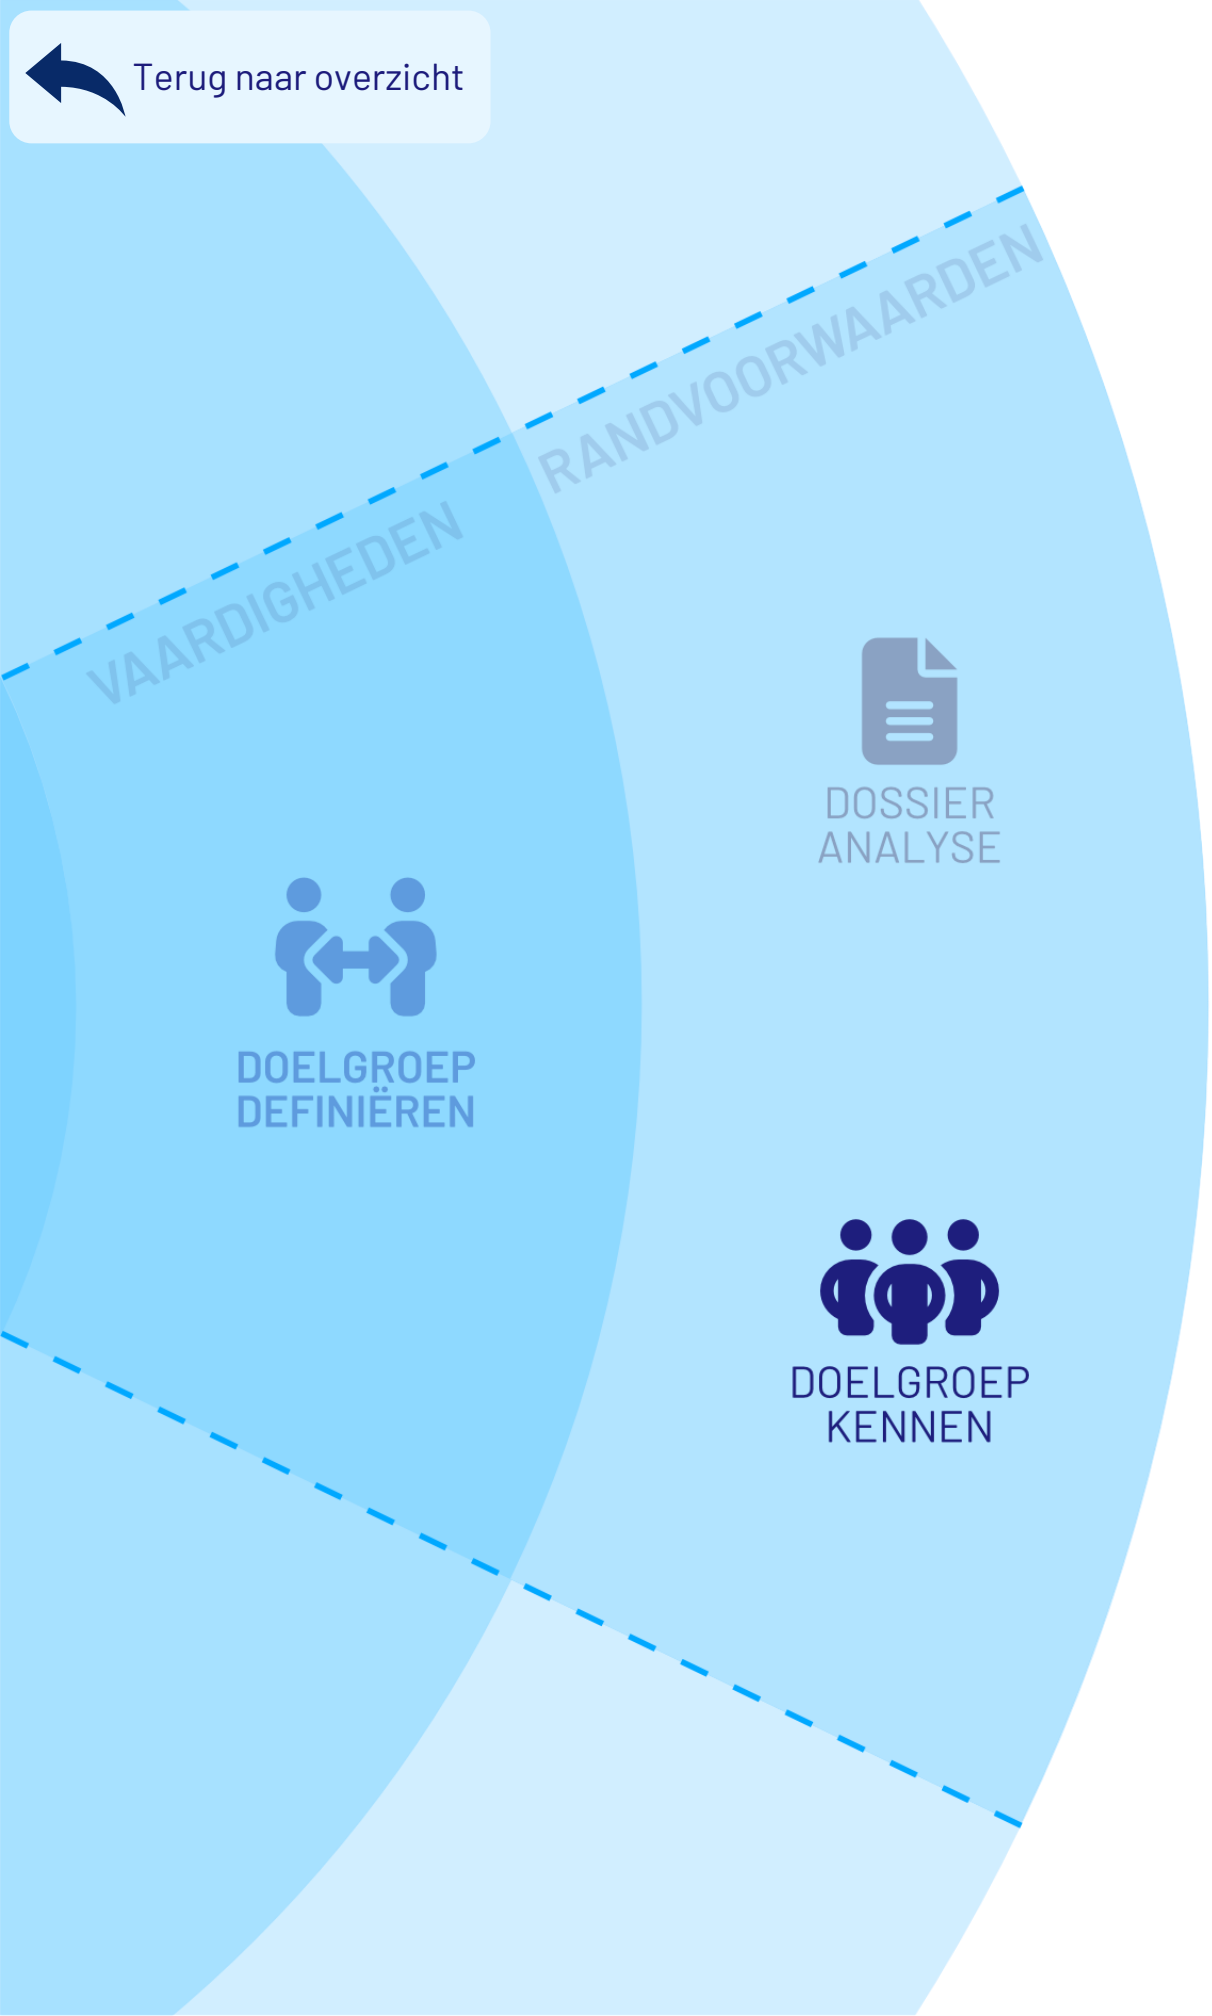 Terug naar overzicht
RANDVOORWAARDEN
VAARDIGHEDEN
DOSSIER
ANALYSE
DOELGROEP
DEFINIËREN
DOELGROEP
KENNEN